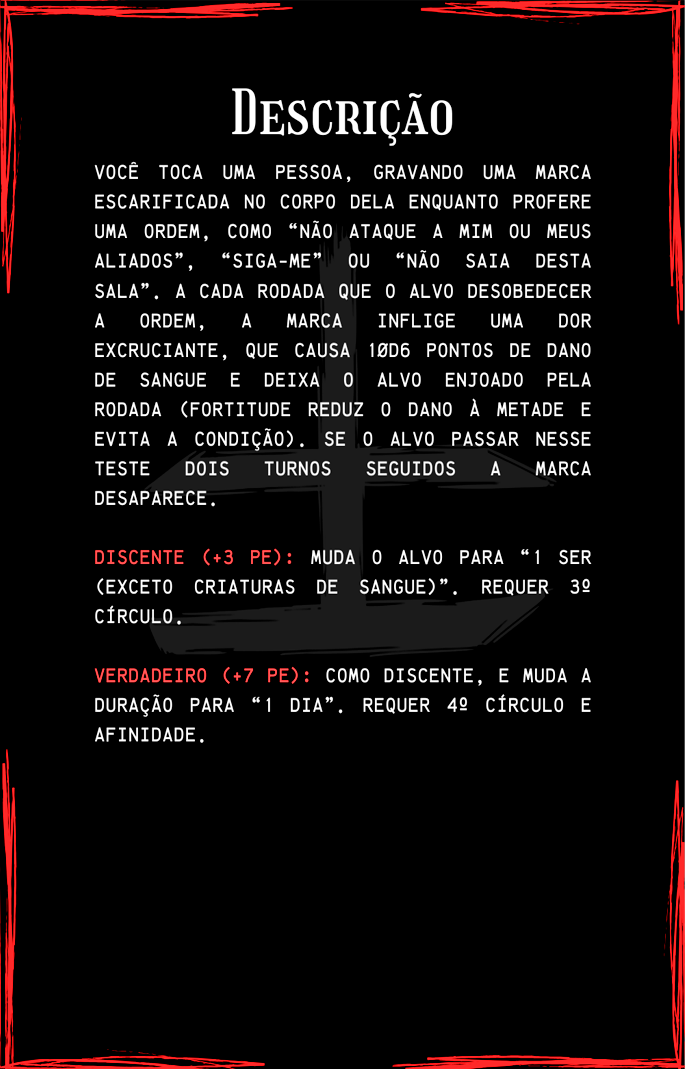 Descrição
VOCÊ TOCA UMA PESSOA, GRAVANDO UMA MARCA
ESCARIFICADA NO CORPO DELA ENQUANTO PROFERE
UMA ORDEM, COMO “NÃO ATAQUE A MIM OU MEUS
ALIADOS”, “SIGA-ME” OU “NÃO SAIA DESTA
SALA”. A CADA RODADA QUE O ALVO DESOBEDECER
A ORDEM, A MARCA INFLIGE UMA DOR
EXCRUCIANTE, QUE CAUSA 10D6 PONTOS DE DANO
DE SANGUE E DEIXA O ALVO ENJOADO PELA
RODADA (FORTITUDE REDUZ O DANO À METADE E
EVITA A CONDIÇÃO). SE O ALVO PASSAR NESSE
TESTE DOIS TURNOS SEGUIDOS A MARCA
DESAPARECE.
DISCENTE (+3 PE): MUDA O ALVO PARA “1 SER
(EXCETO CRIATURAS DE SANGUE)”. REQUER 3º
CÍRCULO.
VERDADEIRO (+7 PE): COMO DISCENTE, E MUDA A
DURAÇÃO PARA “1 DIA”. REQUER 4º CÍRCULO E
AFINIDADE.